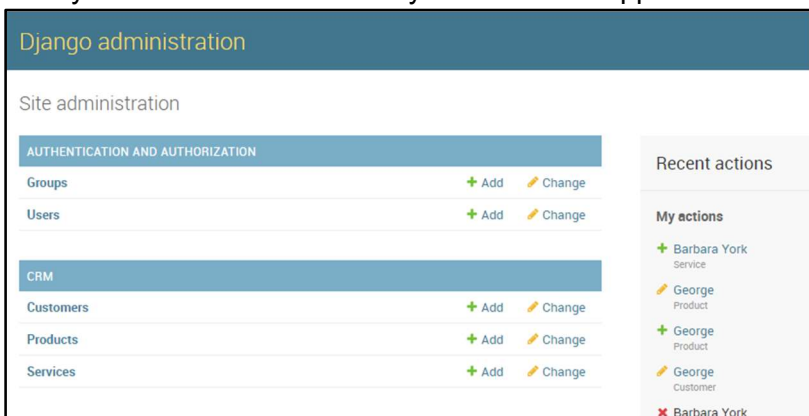 Django administration
Site administration
AUTHENTICATION AND AUTHORIZATION
Groups + Add Change
Users + Add Change
CRM
Customers + Add Change
Products + Add Change
Services + Add Change
Recent actions
My actions
+ Barbara York
Service
George
Product
+ George
Product
George
Customer
Barbara York